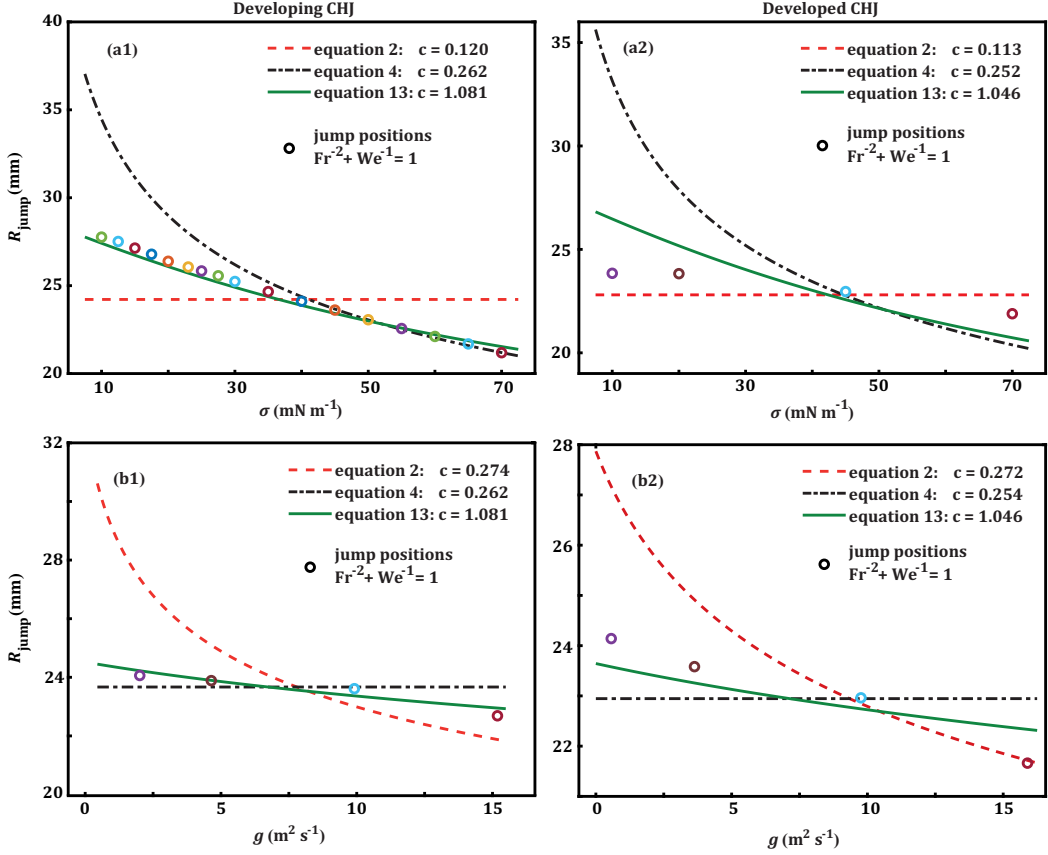 Developing CHJ
Developed CHJ
(a1)
equation 2: c = 0.120
equation 4: c = 0.262
equation 13: c = 1.081
jump positions
Fr-2+ We-1= 1
40
35
30
25
20
R jump (mm)
10
30
50
70
σ (mN m-1)
(a2)
equation 2: c = 0.113
equation 4: c = 0.252
equation 13: c = 1.046
jump positions
Fr-2+ We-1= 1
35
30
25
20
10
30
50
70
σ (mN m-1)
(b1)
equation 2: c = 0.274
equation 4: c = 0.262
equation 13: c = 1.081
jump positions
Fr-2+ We-1= 1
32
28
24
20
R jump (mm)
0
5
10
15
g (m2 s-1)
(b2)
equation 2: c = 0.272
equation 4: c = 0.254
equation 13: c = 1.046
jump positions
Fr-2+ We-1= 1
28
26
24
22
0
5
10
15
g (m2 s-1)